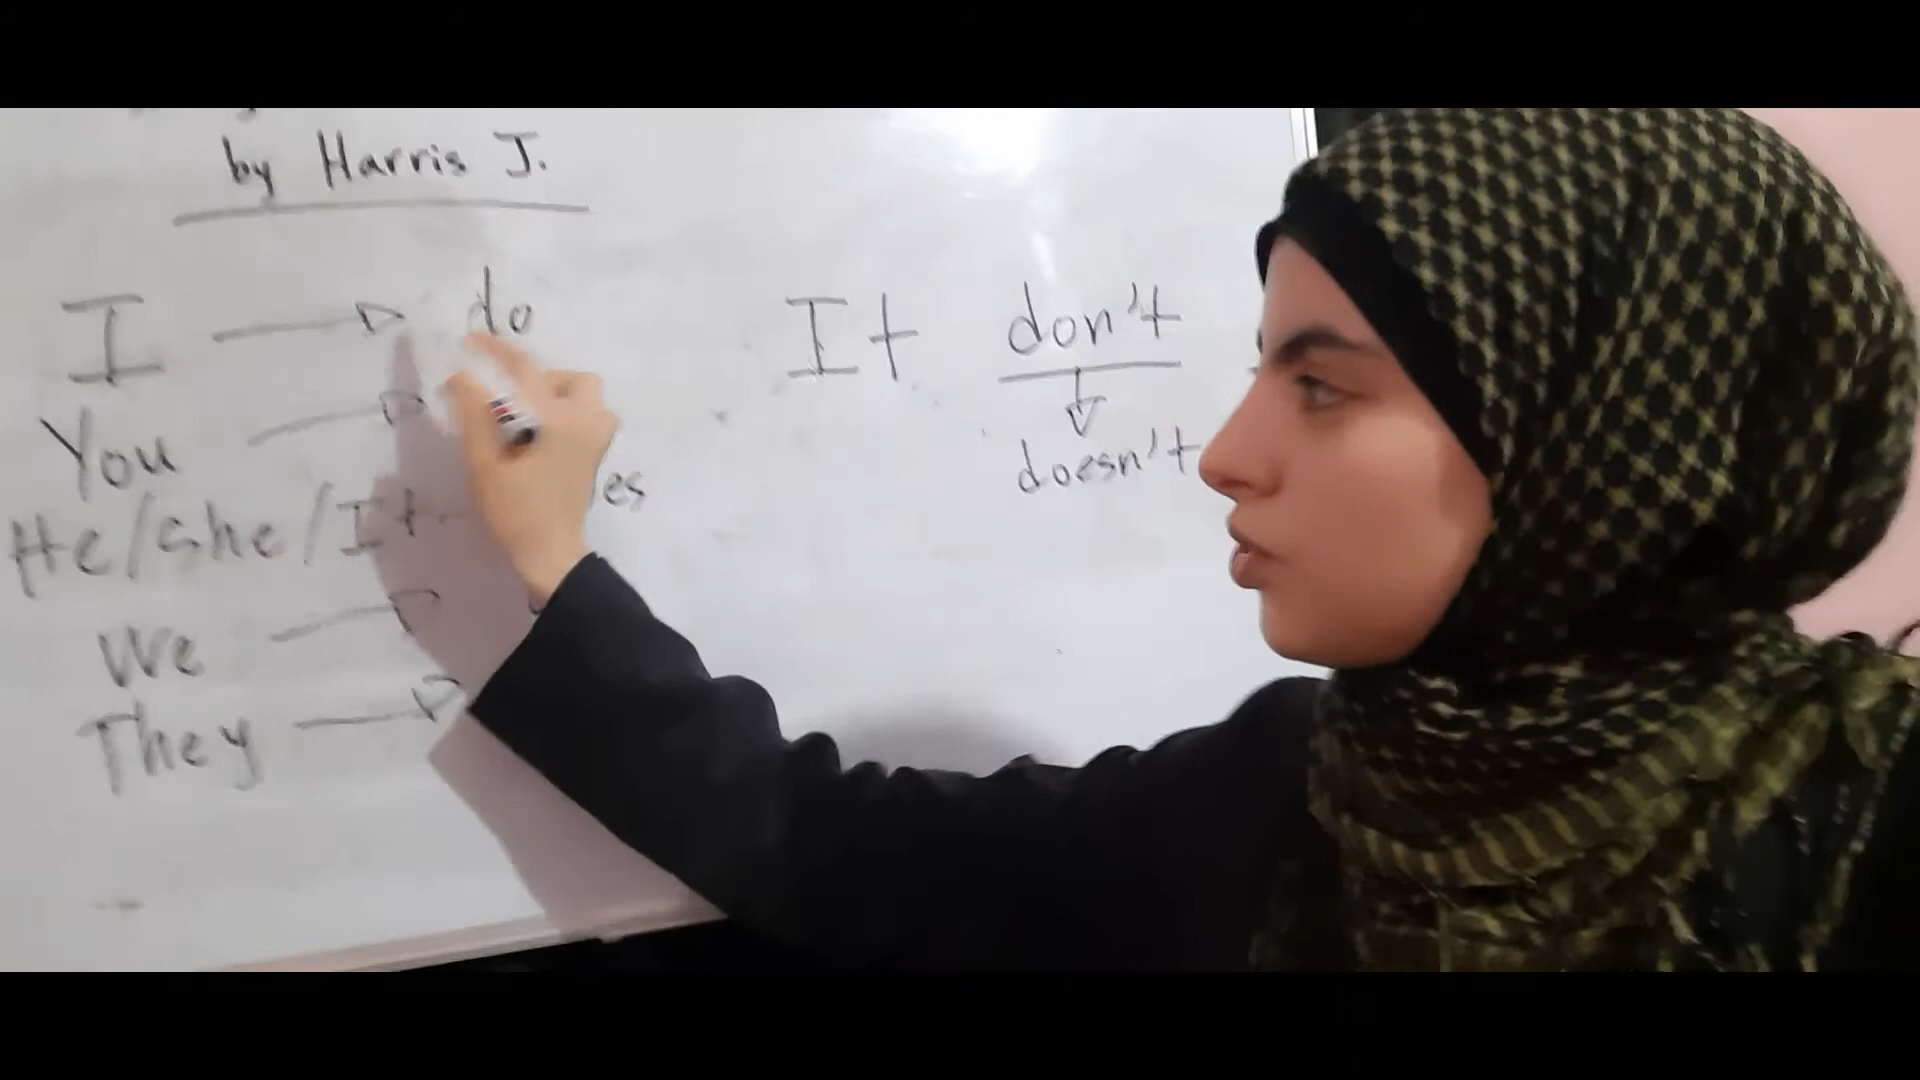 by Harris J.
I → do
You →
He/She/It
We →
They →
It don't
doesn't